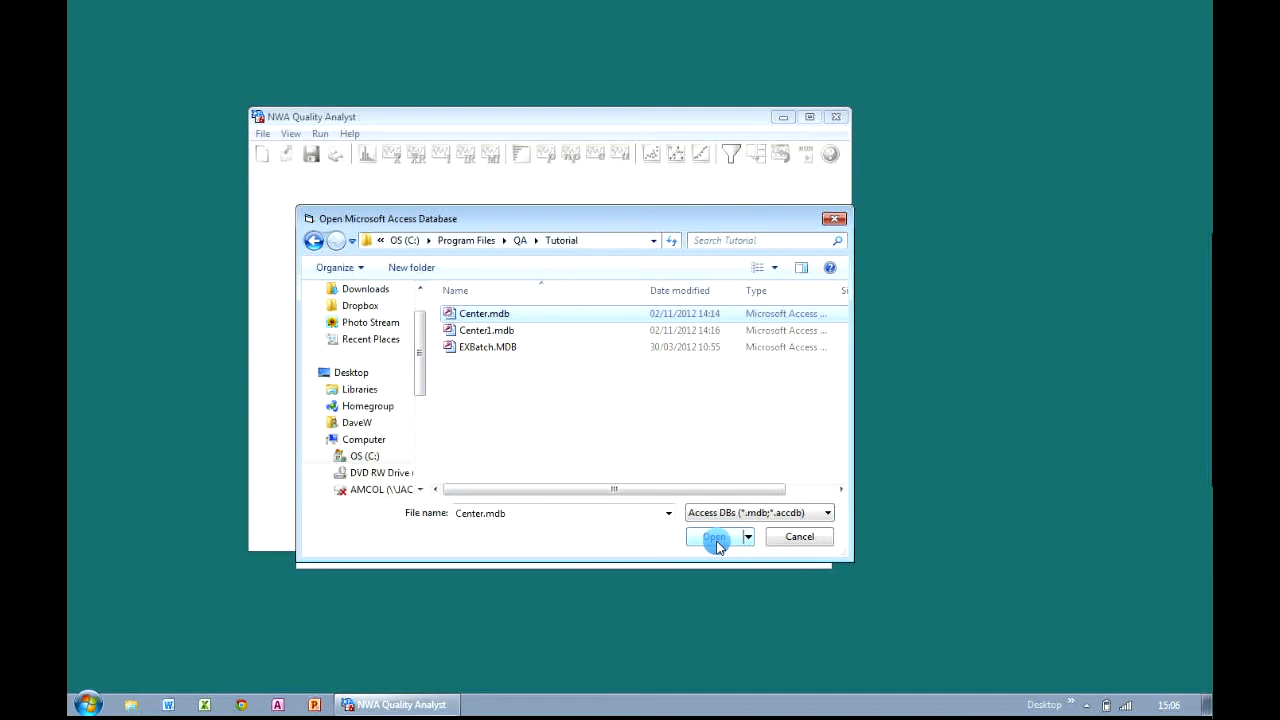 NWA Quality Analyst
File View Run Help
Open Microsoft Access Database
« OS (C:) Program Files QA Tutorial Search Tutorial
Organize New folder
Name Date modified Type Si
Downloads
Dropbox
Photo Stream
Recent Places
Desktop
Libraries
Homegroup
DaveW
Computer
OS (C:)
DVD RW Drive (
AMCOL (\\JAC
Center.mdb 02/11/2012 14:14 Microsoft Access ...
Center1.mdb 02/11/2012 14:16 Microsoft Access ...
EXBatch.MDB 30/03/2012 10:55 Microsoft Access ...
File name: Center.mdb Access DBs (*.mdb;*.accdb)
Open Cancel
NWA Quality Analyst Desktop » 15:06